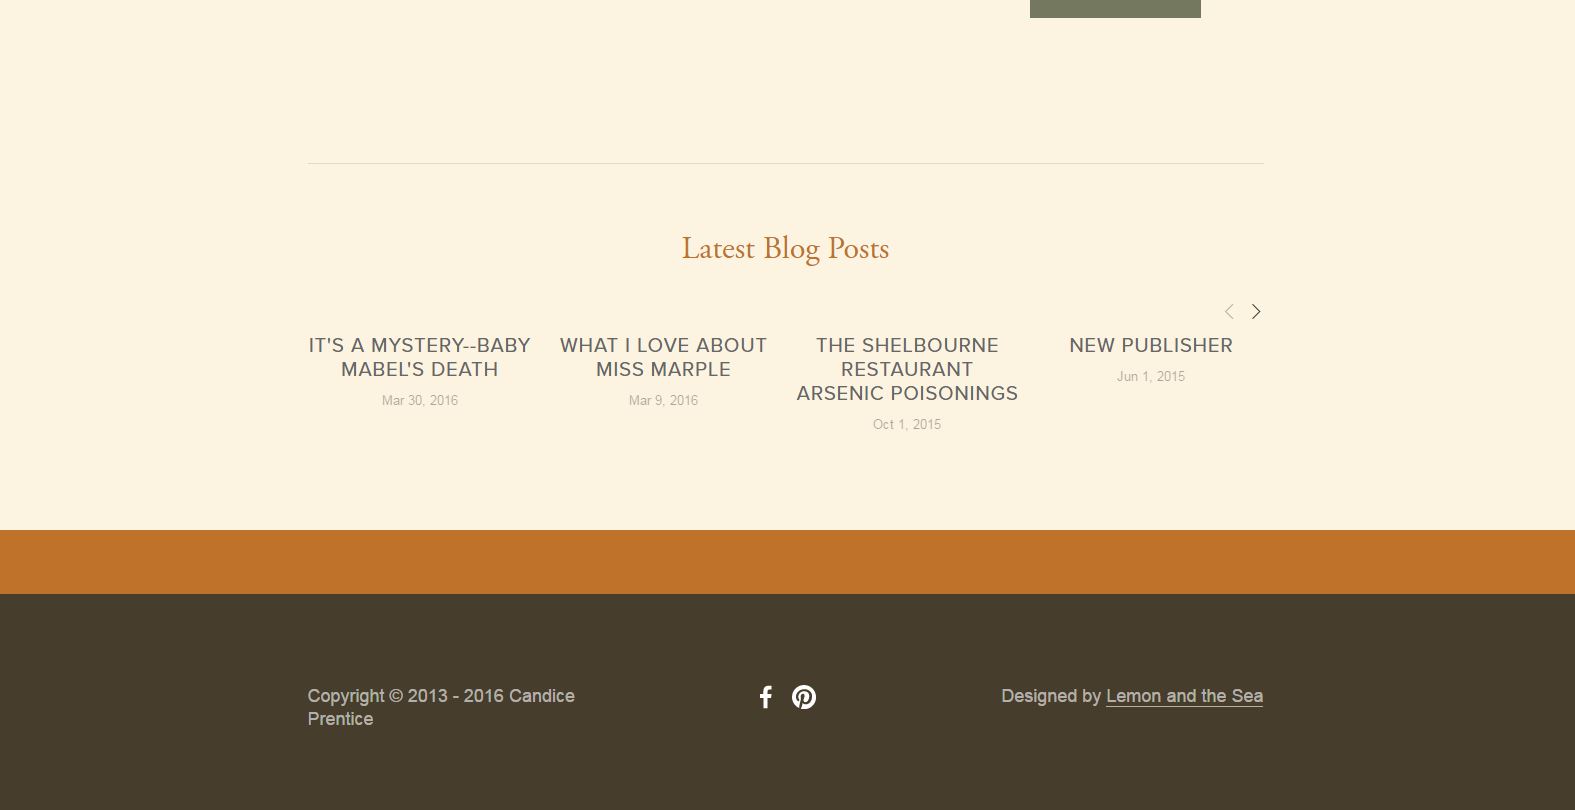 Latest Blog Posts
IT'S A MYSTERY--BABY
MABEL'S DEATH
Mar 30, 2016
WHAT I LOVE ABOUT
MISS MARPLE
Mar 9, 2016
THE SHELBOURNE
RESTAURANT
ARSENIC POISONINGS
Oct 1, 2015
NEW PUBLISHER
Jun 1, 2015
Copyright © 2013 - 2016 Candice
Prentice
Designed by Lemon and the Sea